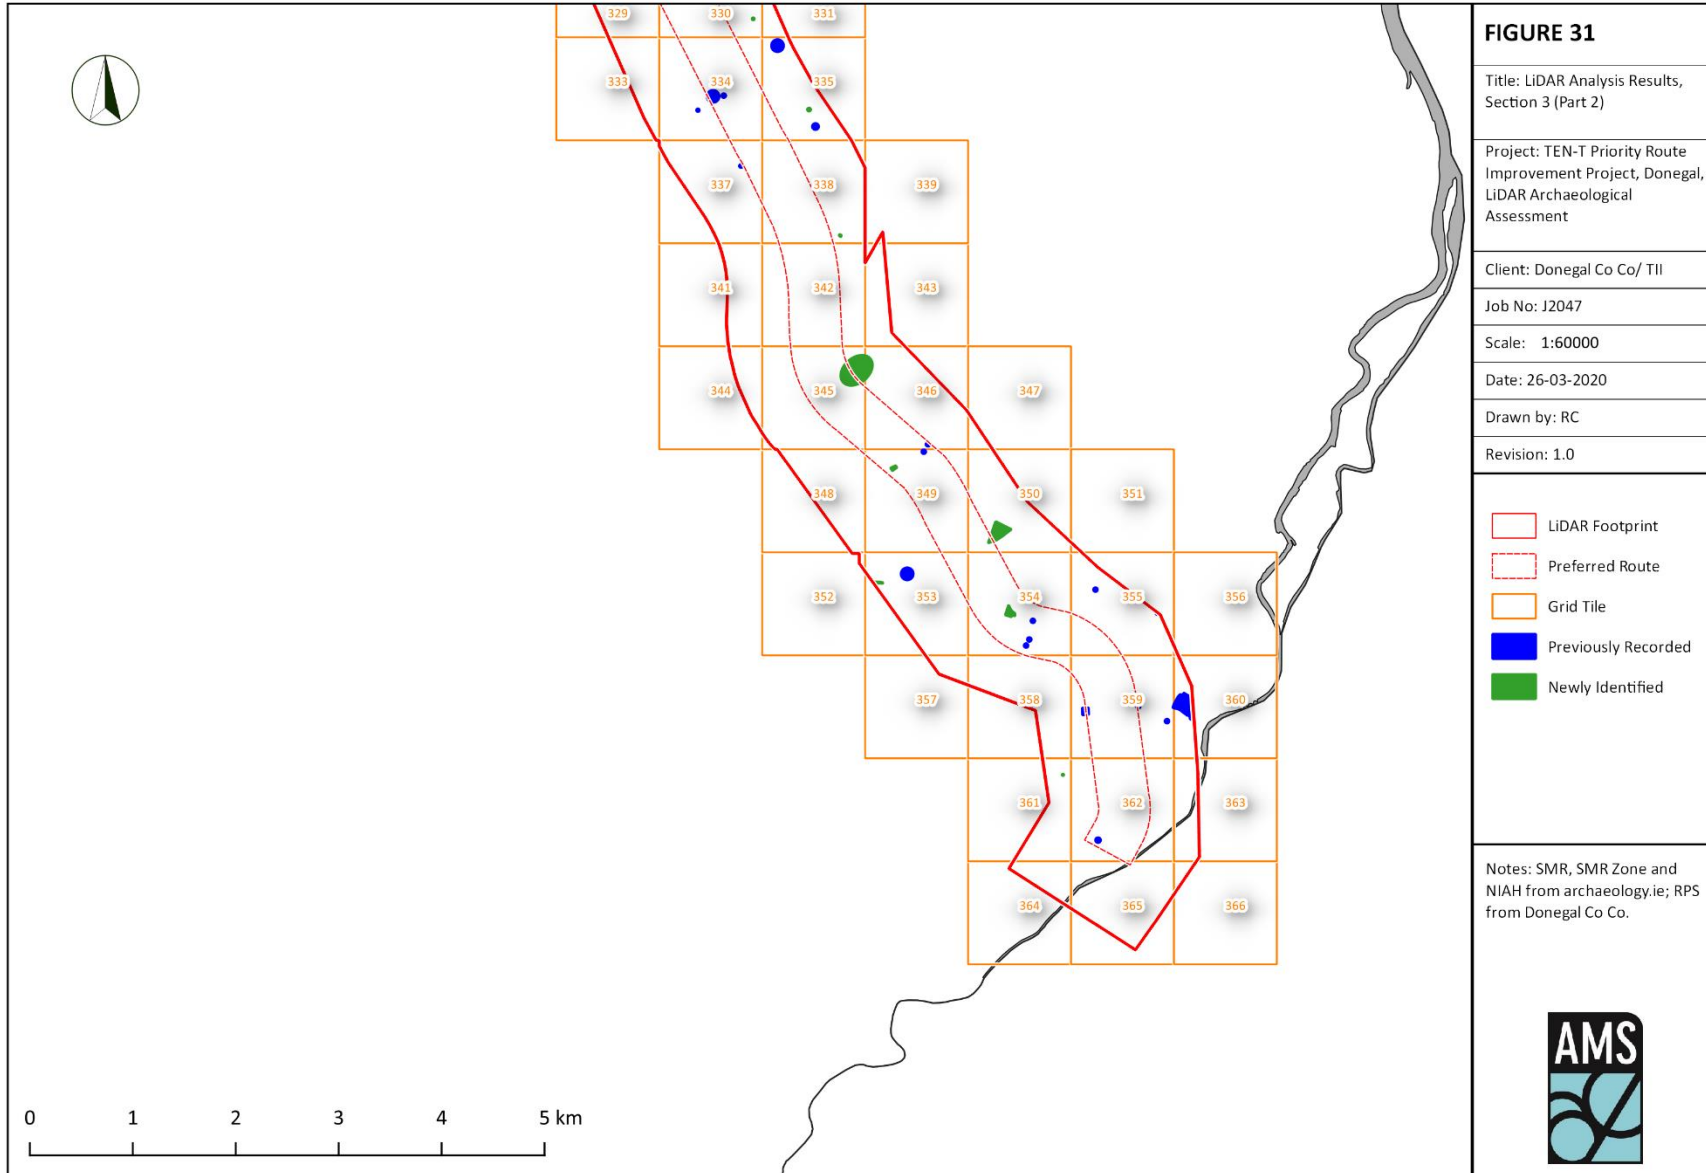 329 330 331
333 334 335
337 338 339
341 342 343
344 345 346 347
348 349 350 351
352 353 354 355 356
357 358 359 360
361 362 363
364 365 366
0 1 2 3 4 5 km
FIGURE 31
Title: LiDAR Analysis Results,
Section 3 (Part 2)
Project: TEN-T Priority Route
Improvement Project, Donegal,
LiDAR Archaeological
Assessment
Client: Donegal Co Co/ TII
Job No: J2047
Scale: 1:60000
Date: 26-03-2020
Drawn by: RC
Revision: 1.0
LiDAR Footprint
Preferred Route
Grid Tile
Previously Recorded
Newly Identified
Notes: SMR, SMR Zone and
NIAH from archaeology.ie; RPS
from Donegal Co Co.
AMS